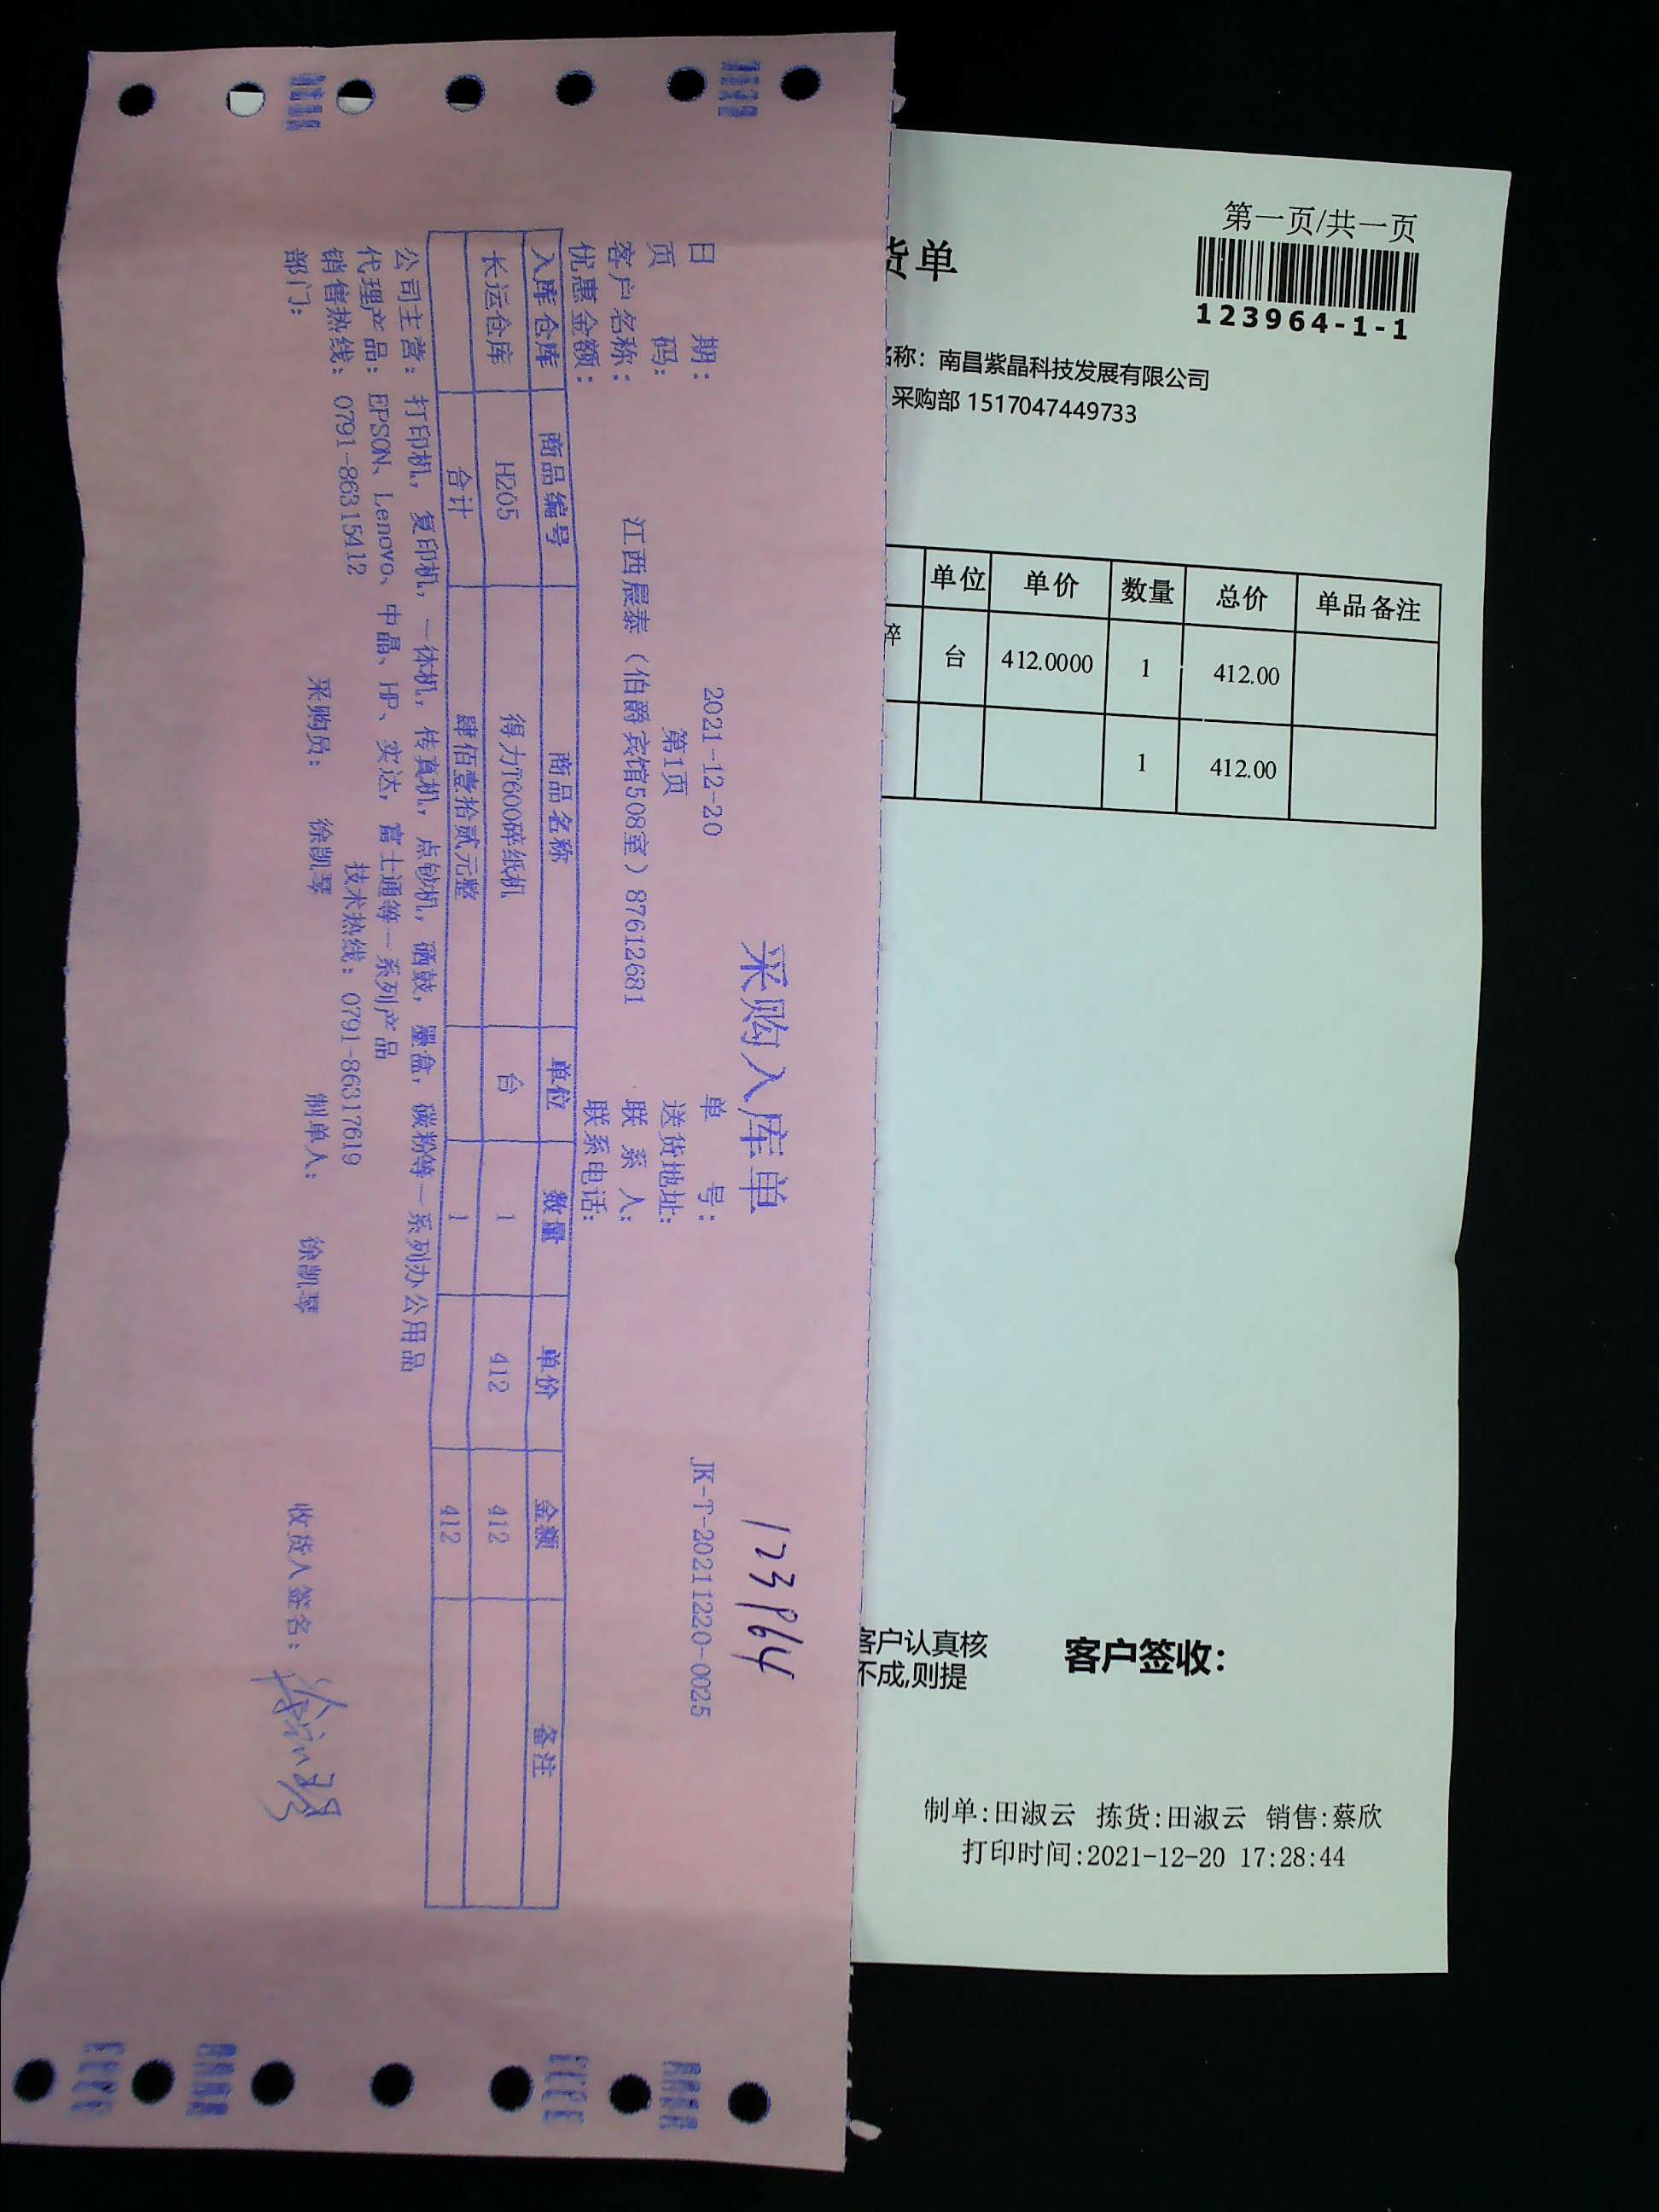 采购入库单
123964
日 期: 2021-12-20 单 号: JK-T-20211220-0025
页 码: 第1页 送货地址:
客户名称: 江西晨泰（伯爵宾馆508室）87612681 联 系 人:
优惠金额: 联系电话:
入库仓库 商品编号 商品名称 单位 数量 单价 金额 备注
长运仓库 H205 得力T600碎纸机 台 1 412 412
合计 肆佰壹拾贰元整 1 412
公司主营: 打印机, 复印机, 一体机, 传真机, 点钞机, 硒鼓, 墨盒, 碳粉等一系列办公用品
代理产品: EPSON、Lenovo、中晶、HP、实达, 富士通等一系列产品
销售热线: 0791-86315412 技术热线: 0791-86317619
部门: 采购员: 徐凯琴 制单人: 徐凯琴 收货人签名:
第一页/共一页
货单
123964-1-1
名称: 南昌紫晶科技发展有限公司
采购部 1517047449733
单位 单价 数量 总价 单品备注
碎 台 412.0000 1 412.00
1 412.00
客户认真核
不成,则提
客户签收:
制单:田淑云 拣货:田淑云 销售:蔡欣
打印时间:2021-12-20 17:28:44